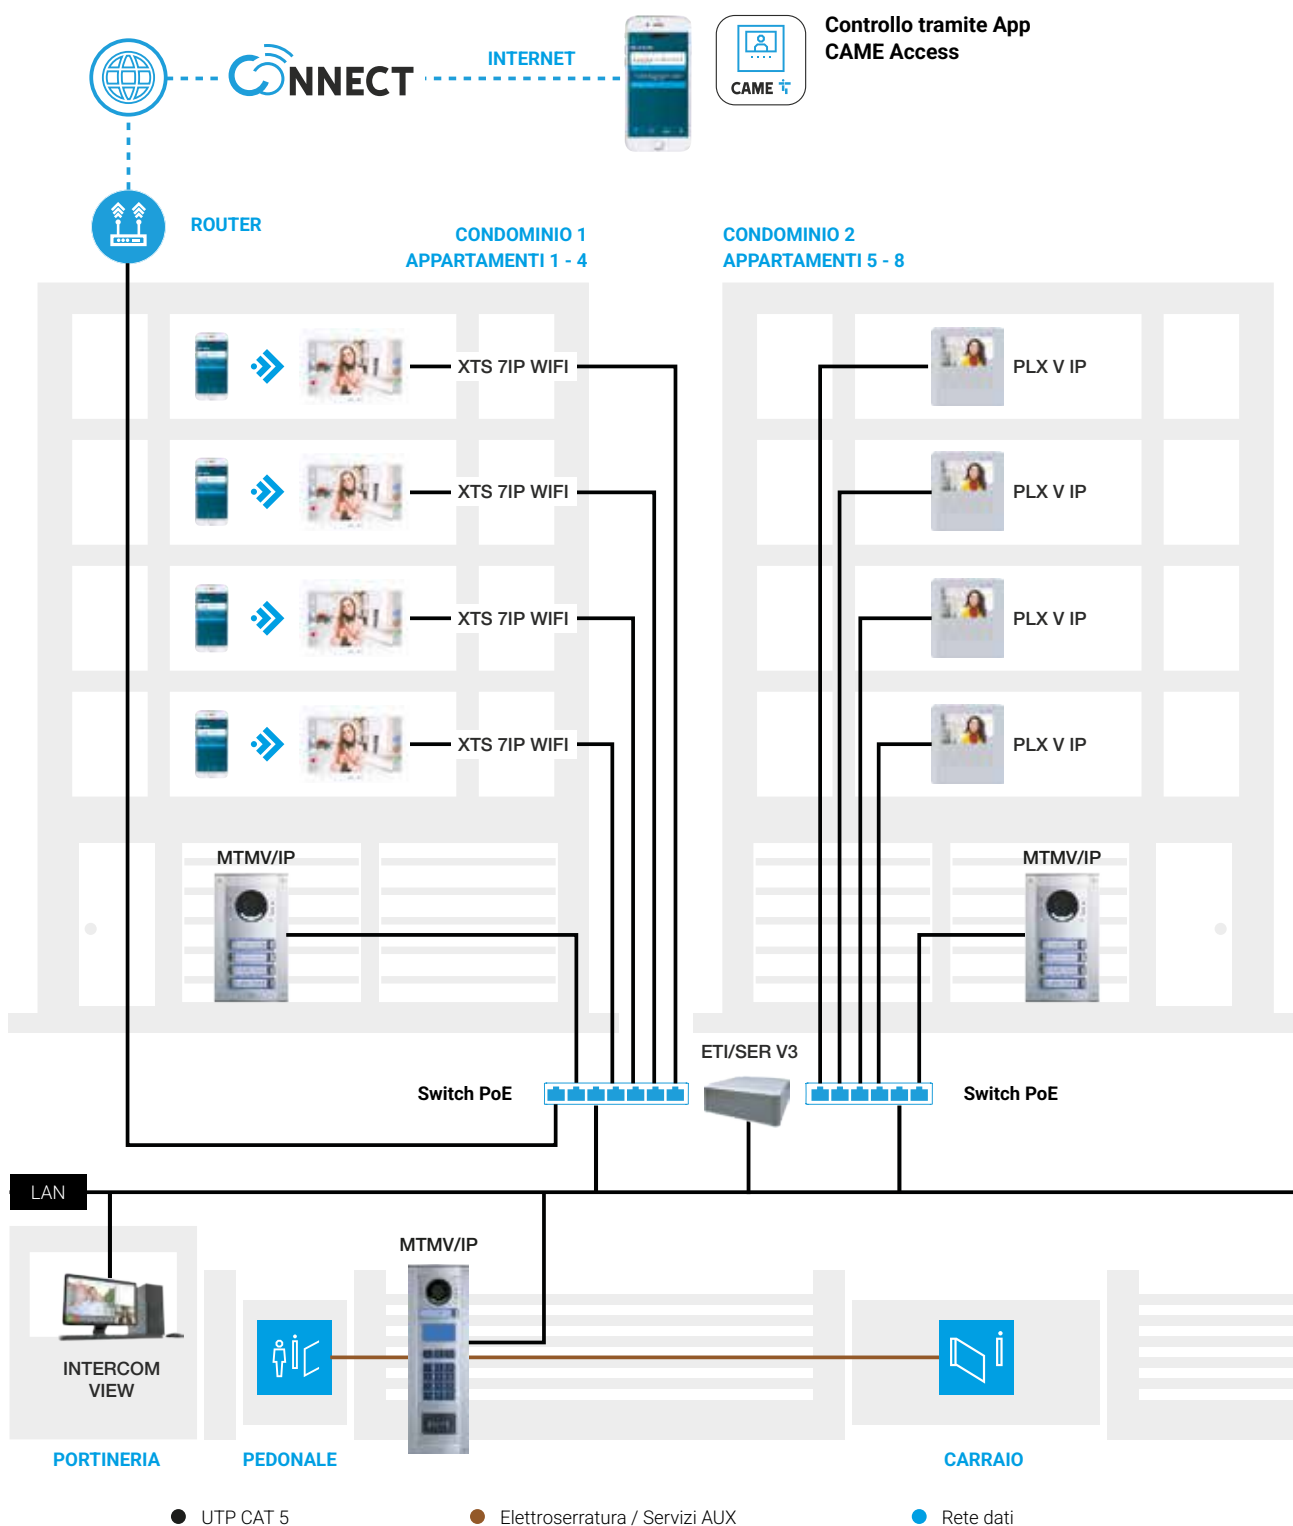 Controllo tramite App
CAME Access
INTERNET
CONNECT
CAME
ROUTER
CONDOMINIO 1
APPARTAMENTI 1 - 4
CONDOMINIO 2
APPARTAMENTI 5 - 8
XTS 7IP WIFI
PLX V IP
XTS 7IP WIFI
PLX V IP
XTS 7IP WIFI
PLX V IP
XTS 7IP WIFI
PLX V IP
MTMV/IP
MTMV/IP
ETI/SER V3
Switch PoE
Switch PoE
LAN
MTMV/IP
INTERCOM
VIEW
PORTINERIA
PEDONALE
CARRAIO
UTP CAT 5
Elettroserratura / Servizi AUX
Rete dati